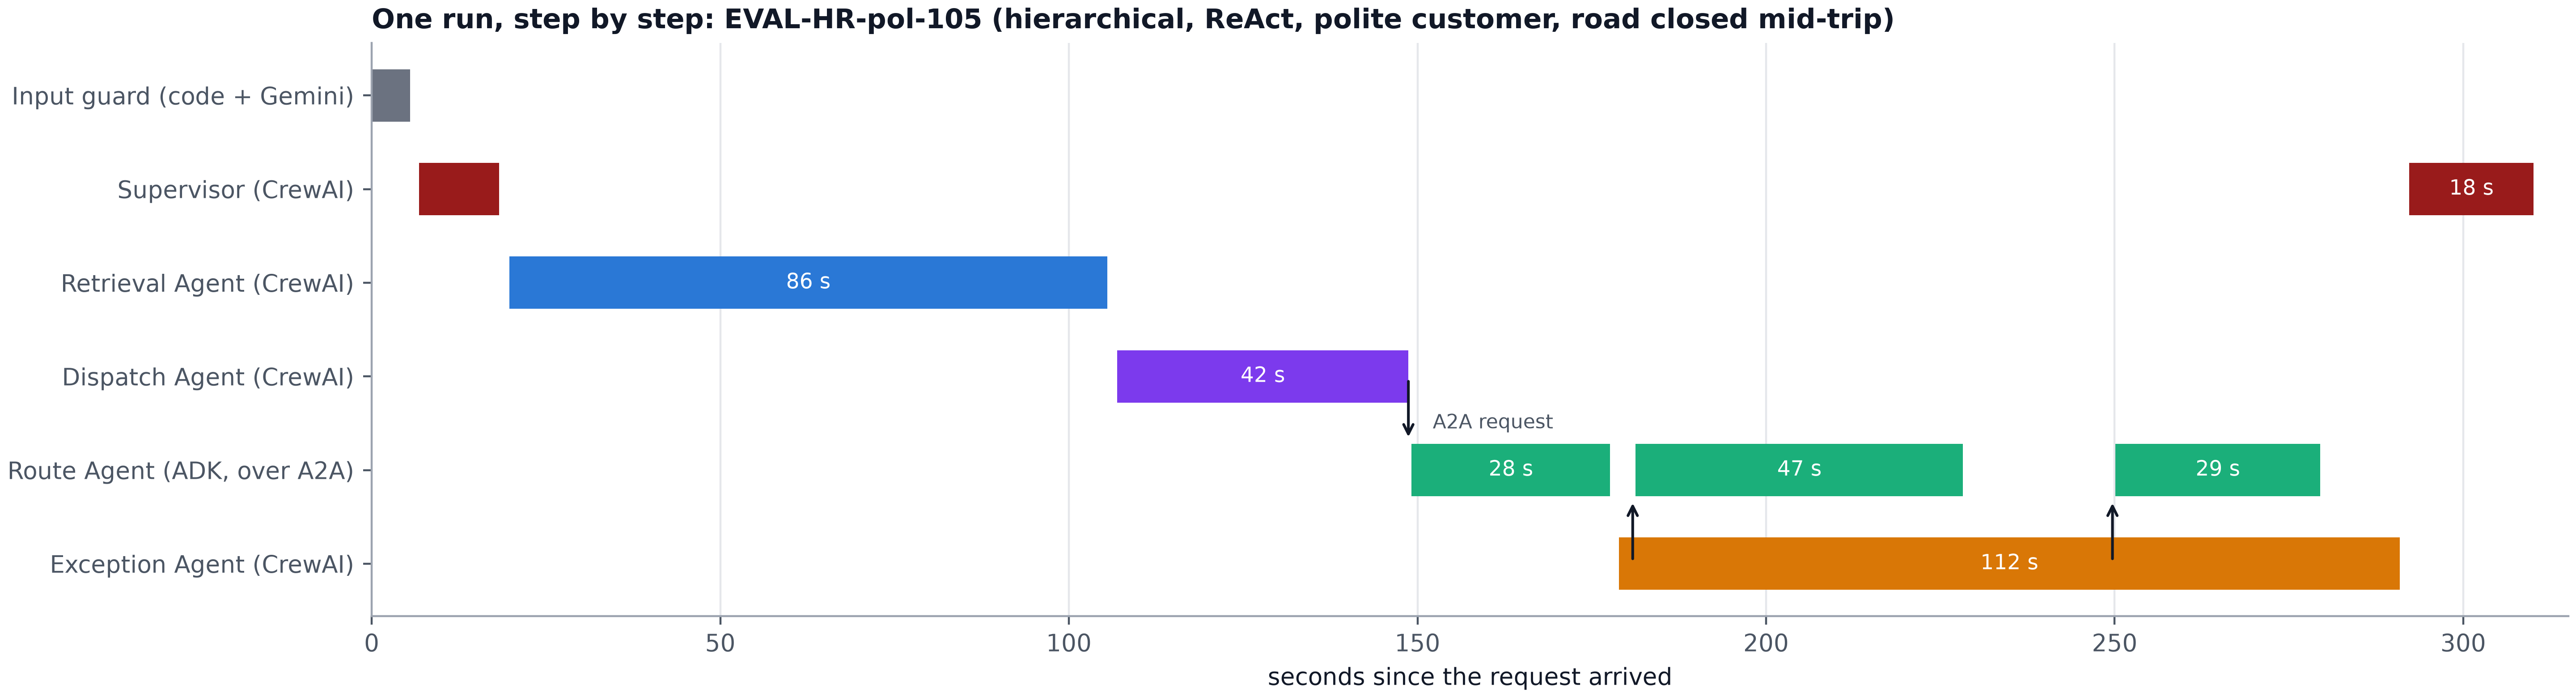 One run, step by step: EVAL-HR-pol-105 (hierarchical, ReAct, polite customer, road closed mid-trip)
Input guard (code + Gemini)
Supervisor (CrewAI)
18 s
Retrieval Agent (CrewAI)
86 s
Dispatch Agent (CrewAI)
42 s
A2A request
Route Agent (ADK, over A2A)
28 s
47 s
29 s
Exception Agent (CrewAI)
112 s
0
50
100
150
200
250
300
seconds since the request arrived